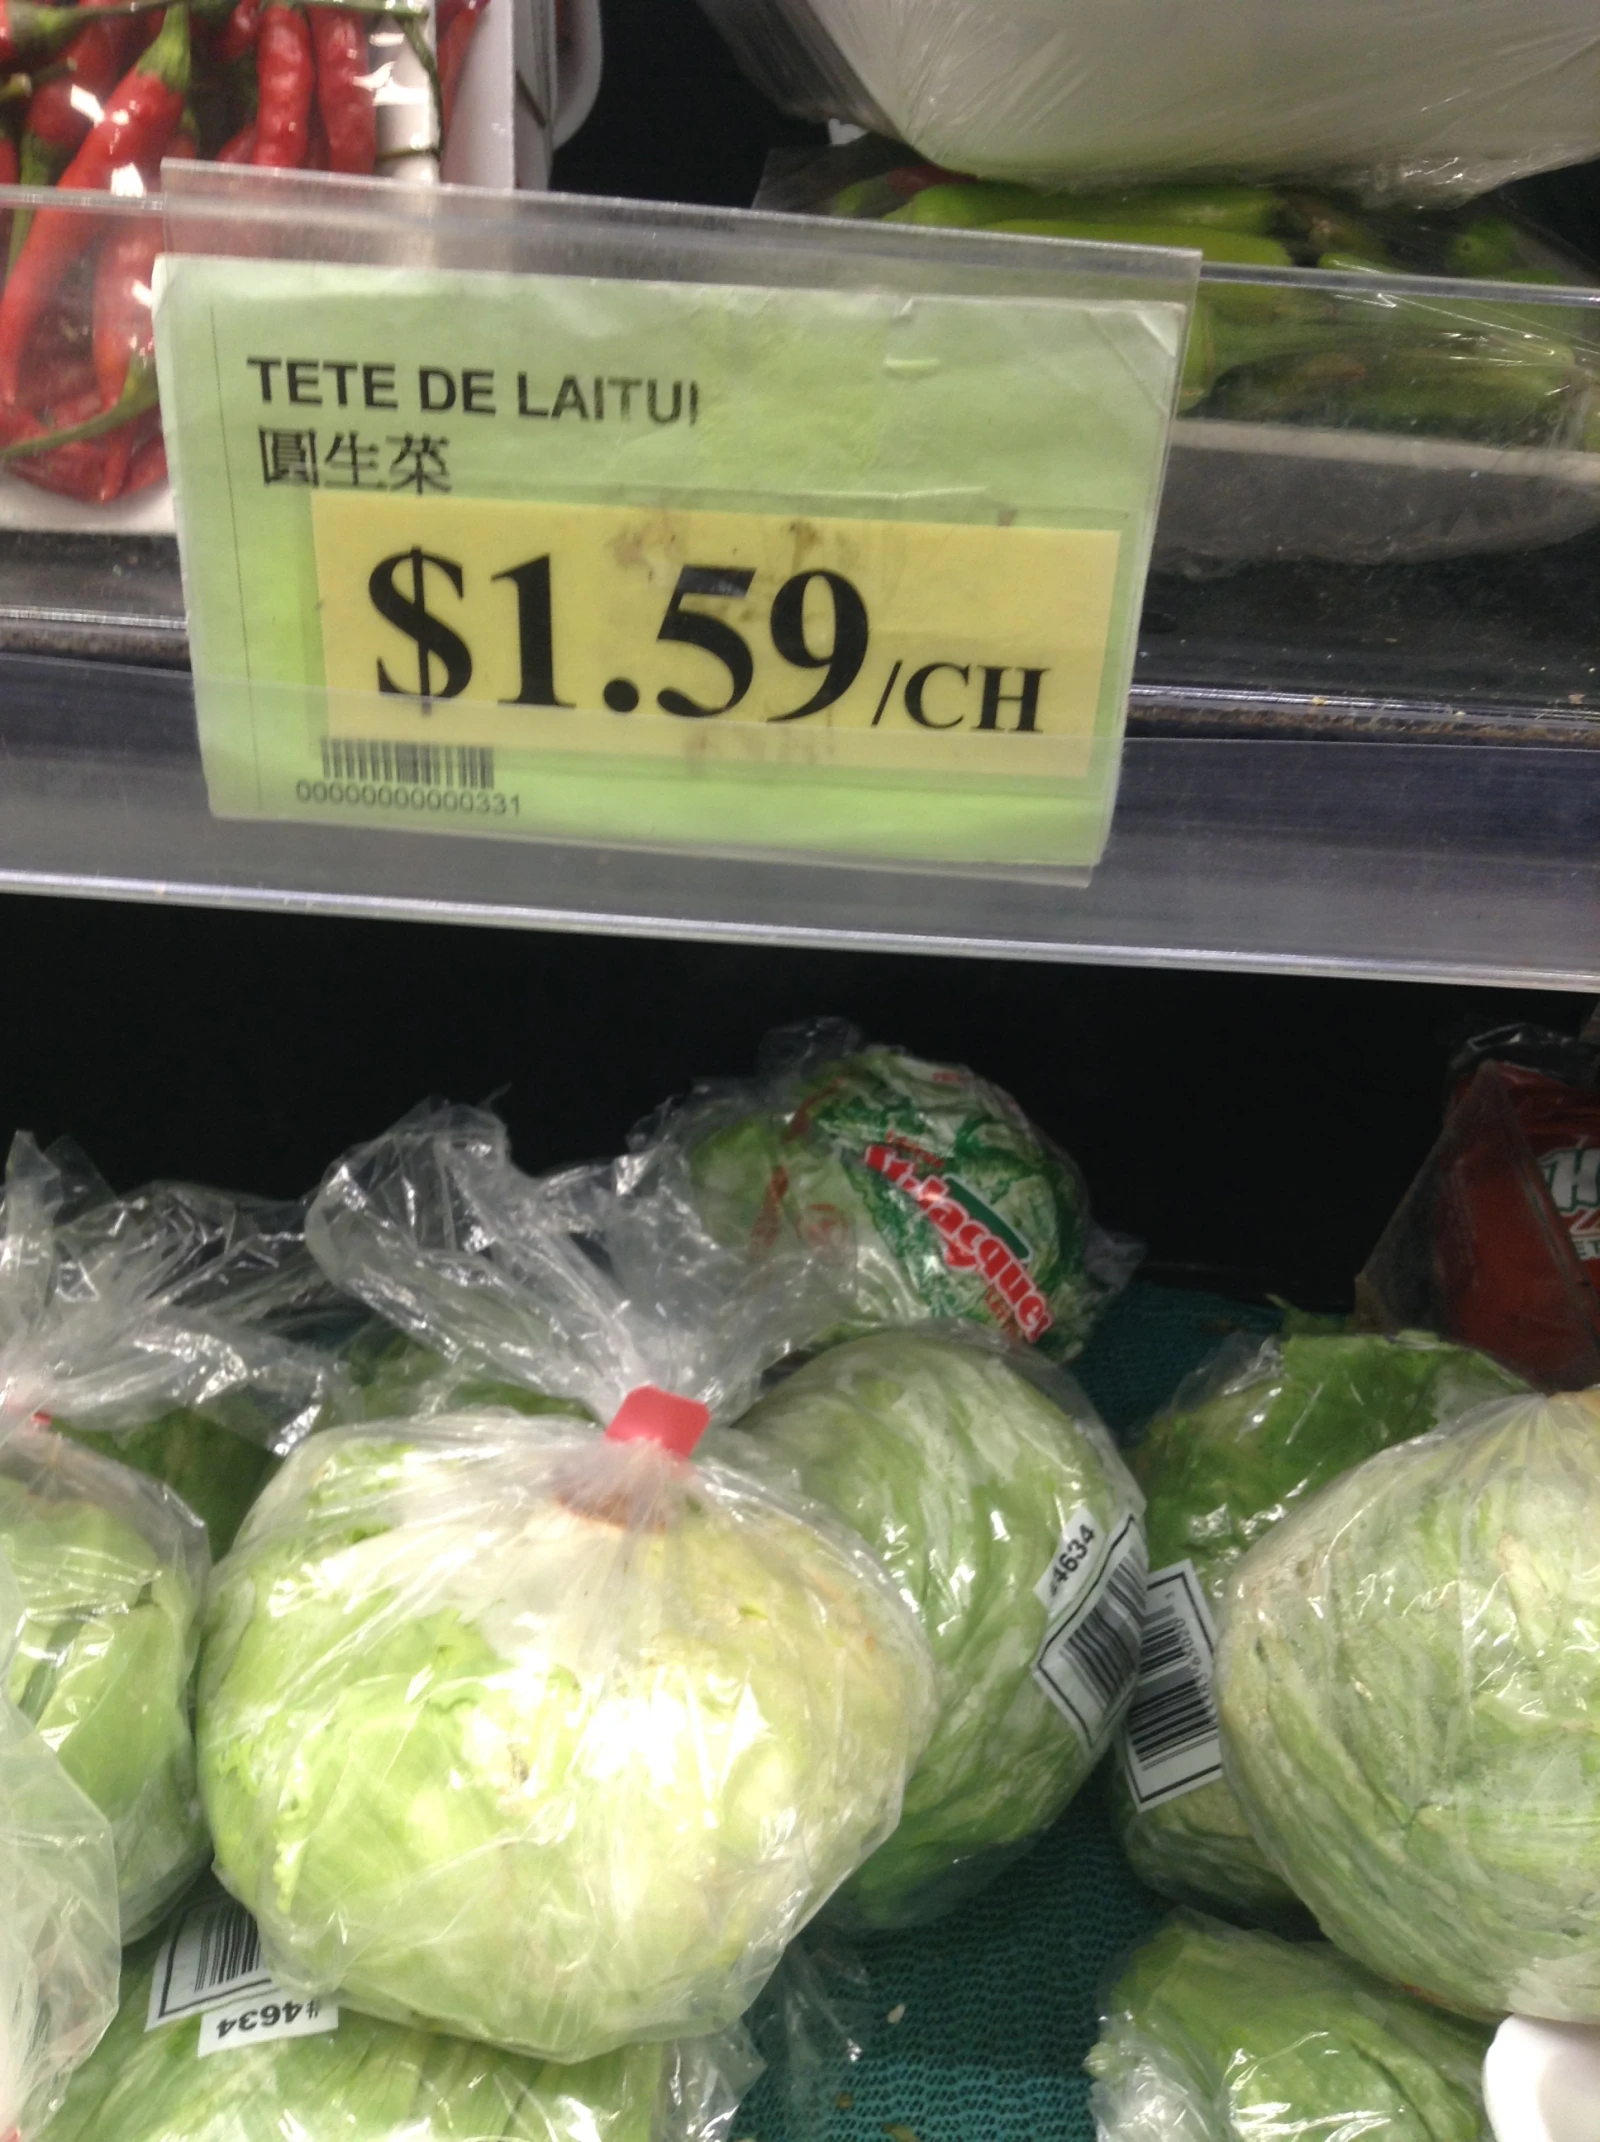 TETE DE LAITUI
圓生菜
$1.59/CH
00000000000331
#4634
#4634